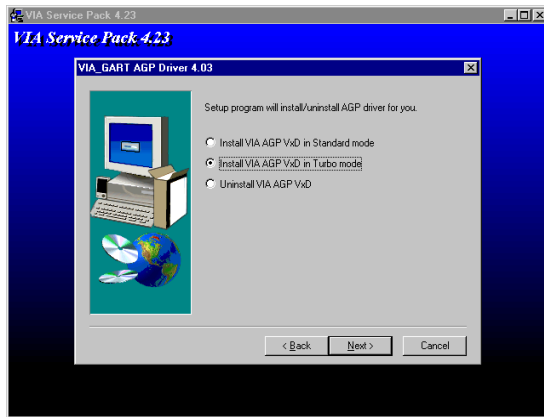 VIA Service Pack 4.23
VIA Service Pack 4.23
VIA_GART AGP Driver 4.03
Setup program will install/uninstall AGP driver for you.
Install VIA AGP VxD in Standard mode
Install VIA AGP VxD in Turbo mode
Uninstall VIA AGP VxD
< Back
Next >
Cancel